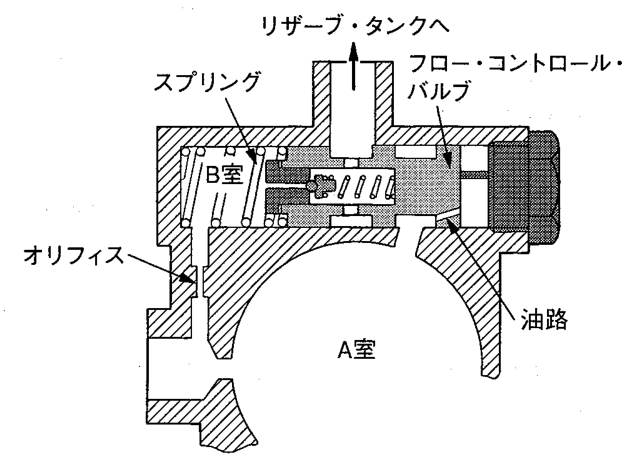 リザーブ・タンクへ
スプリング
フロー・コントロール・
バルブ
B室
オリフィス
A室
油路